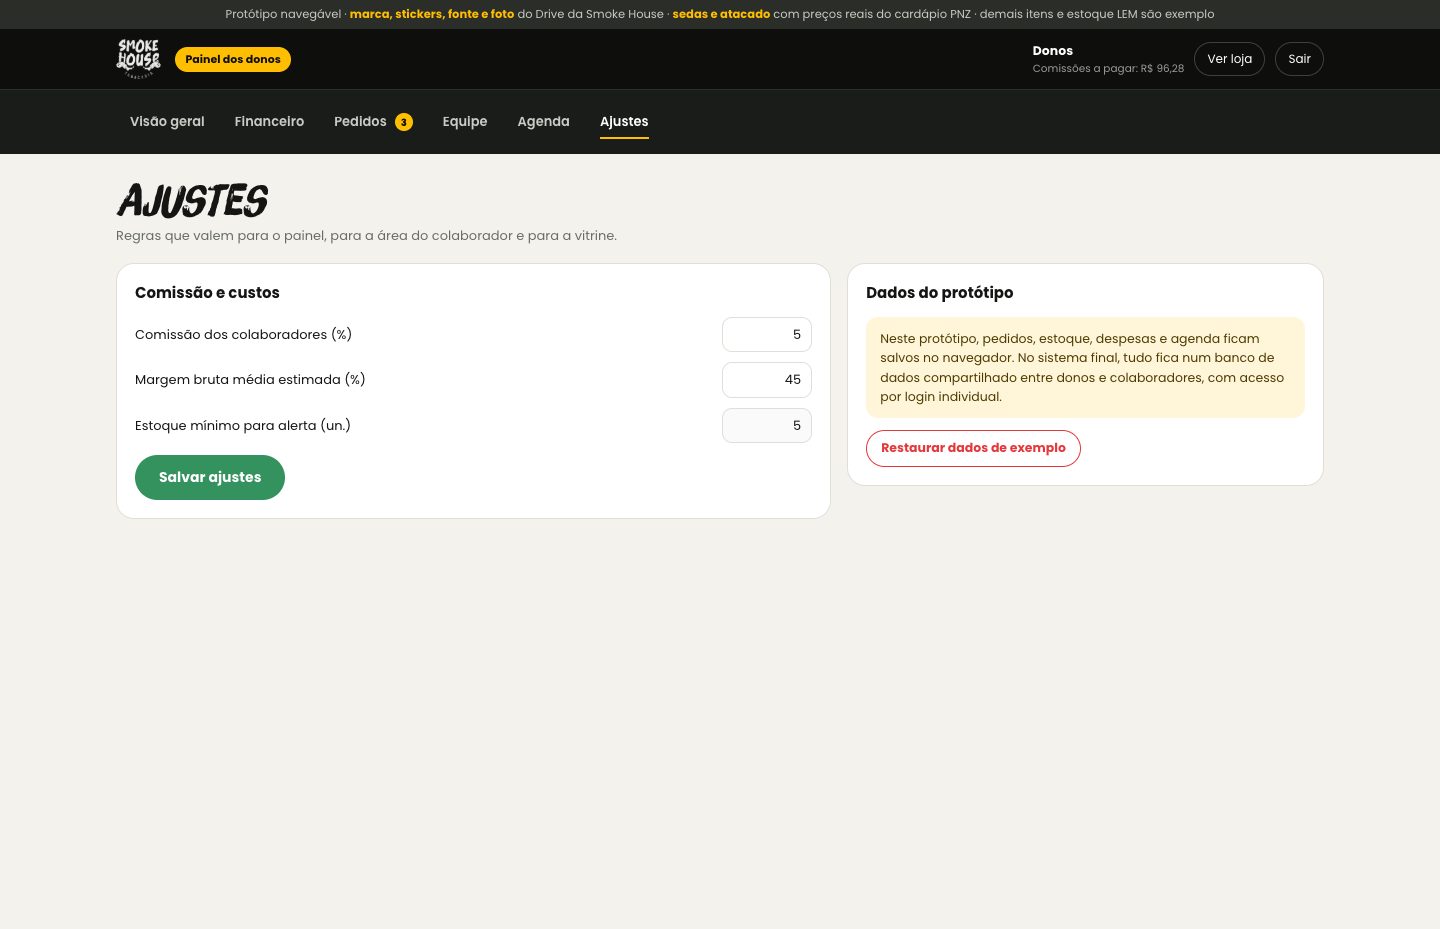 Protótipo navegável · marca, stickers, fonte e foto do Drive da Smoke House · sedas e atacado com preços reais do cardápio PNZ · demais itens e estoque LEM são exemplo
SMOKE
HOUSE
TABACARIA
Painel dos donos
Donos
Comissões a pagar: R$ 96,28
Ver loja
Sair
Visão geral
Financeiro
Pedidos 3
Equipe
Agenda
Ajustes
AJUSTES
Regras que valem para o painel, para a área do colaborador e para a vitrine.
Comissão e custos
Comissão dos colaboradores (%) 5
Margem bruta média estimada (%) 45
Estoque mínimo para alerta (un.) 5
Salvar ajustes
Dados do protótipo
Neste protótipo, pedidos, estoque, despesas e agenda ficam
salvos no navegador. No sistema final, tudo fica num banco de
dados compartilhado entre donos e colaboradores, com acesso
por login individual.
Restaurar dados de exemplo